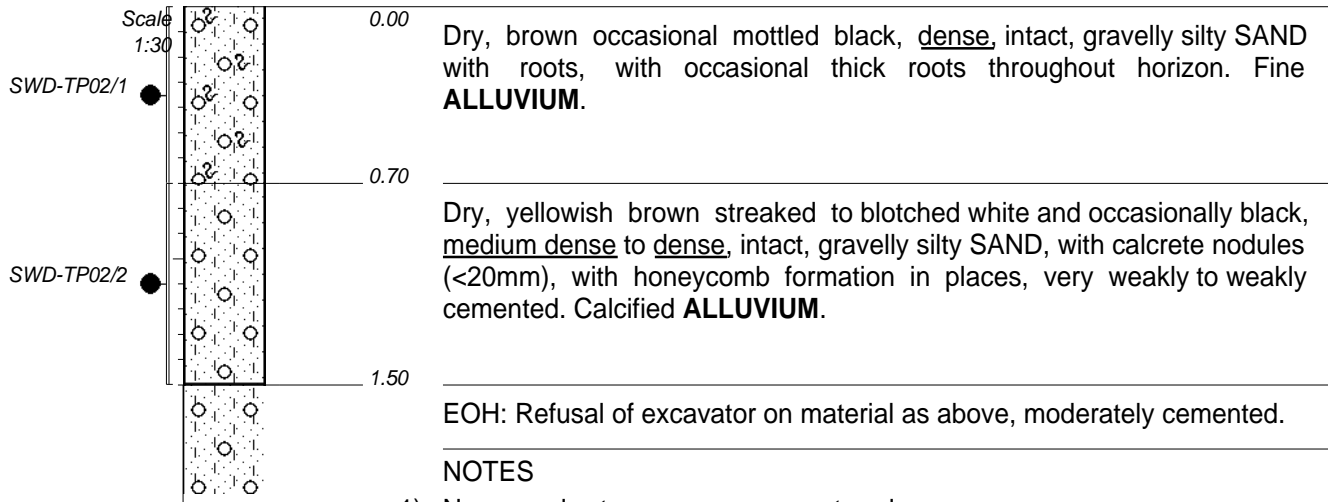 Scale
1:30
0.00
Dry, brown occasional mottled black, dense, intact, gravelly silty SAND
with roots, with occasional thick roots throughout horizon. Fine
ALLUVIUM.
SWD-TP02/1
0.70
Dry, yellowish brown streaked to blotched white and occasionally black,
medium dense to dense, intact, gravelly silty SAND, with calcrete nodules
(<20mm), with honeycomb formation in places, very weakly to weakly
cemented. Calcified ALLUVIUM.
SWD-TP02/2
1.50
EOH: Refusal of excavator on material as above, moderately cemented.
NOTES